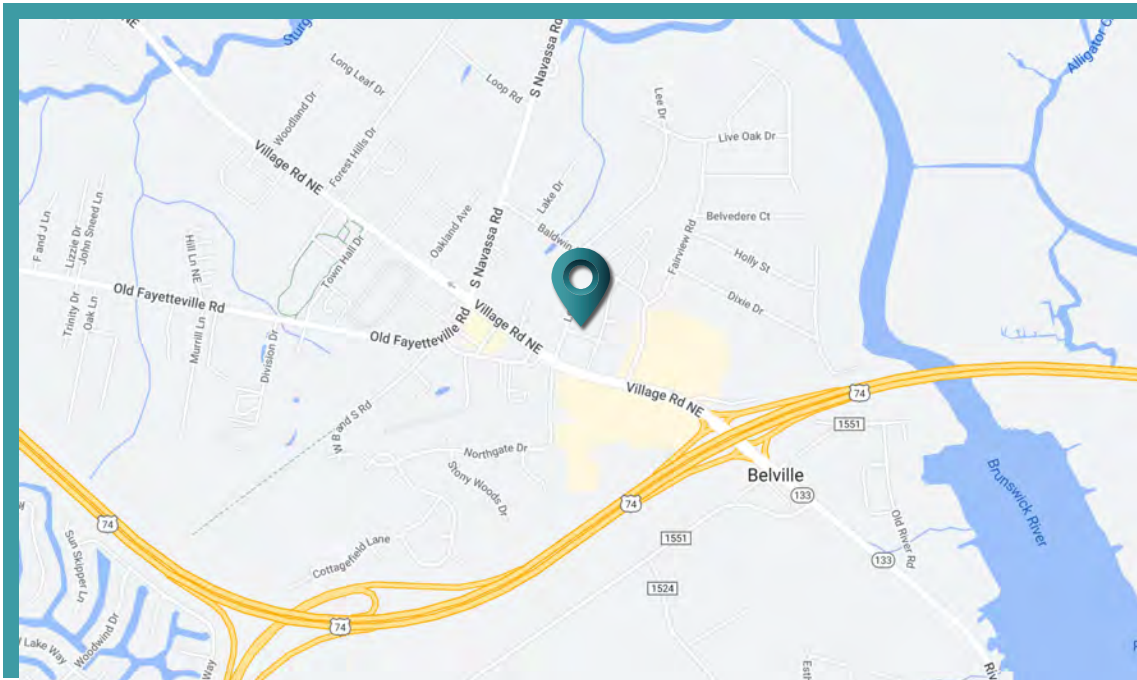 NE
Sturg
Long Leaf Dr
Loop Rd
S Navassa Rd
Alligator C
Woodland Dr
Lee Dr
Live Oak Dr
Village Rd NE
Forest Hills Dr
Lake Dr
Oakland Ave
S Navassa Rd
Baldwin
Belvedere Ct
Fairview Rd
Holly St
F and J Ln
Lizzie Dr
John Sneed Ln
Hill Ln NE
Town Hall Dr
Dixie Dr
Old Fayetteville Rd
Village Rd NE
Trinity Dr
Oak Ln
Murrill Ln
Division Dr
Old Fayetteville Rd
Village Rd NE
74
1551
W B and S Rd
Northgate Dr
Stony Woods Dr
Belville
133
74
74
Brunswick River
Old River Rd
1551
133
Sun Skipper Ln
Cottagefield Lane
1524
74
Woodwind Dr
Lake Way
Way
Esth
Riv